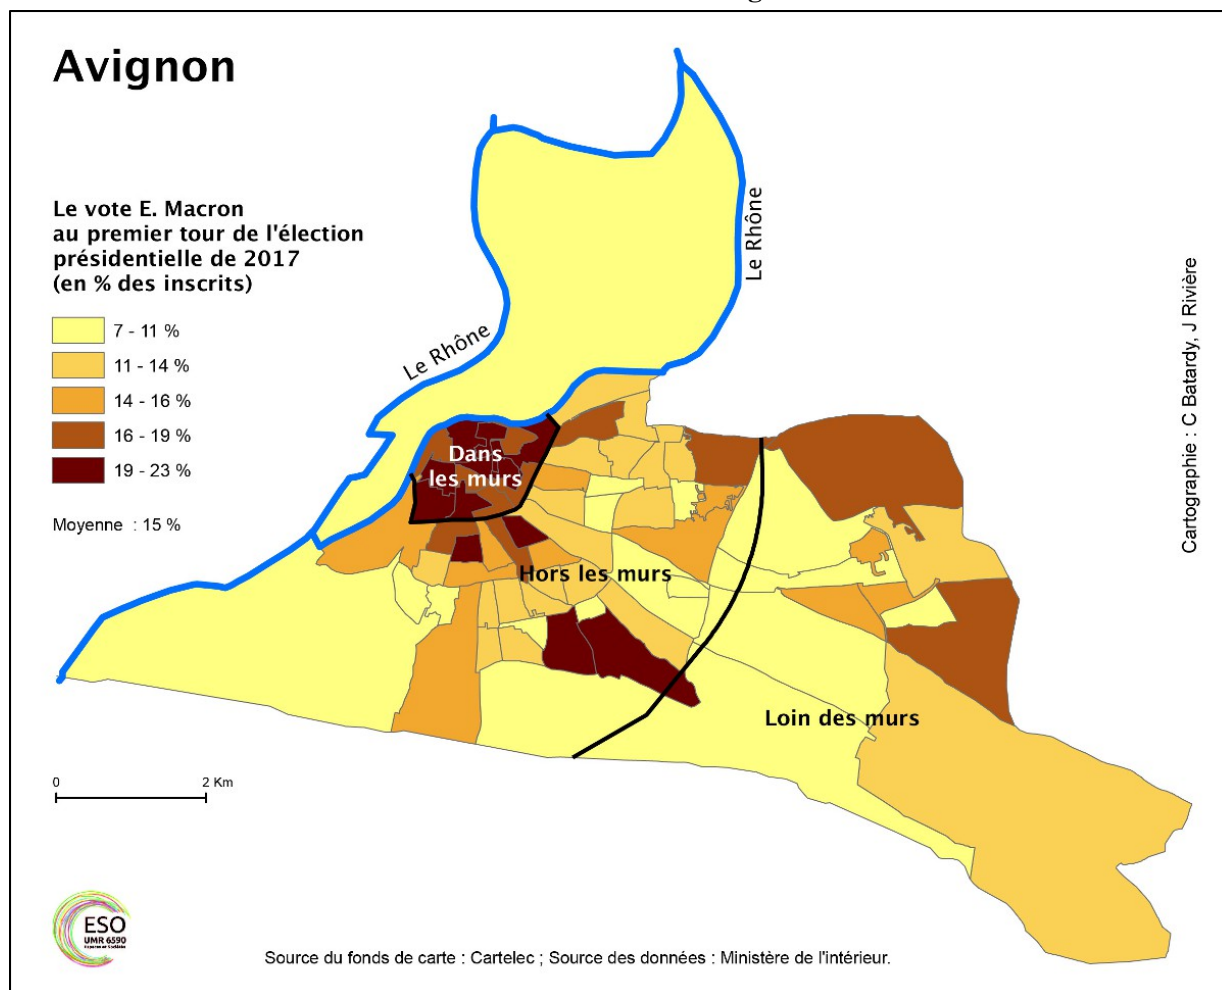 Avignon
Le vote E. Macron
au premier tour de l'élection
présidentielle de 2017
(en % des inscrits)
7 - 11 %
11 - 14 %
14 - 16 %
16 - 19 %
19 - 23 %
Moyenne : 15 %
Le Rhône
Le Rhône
Dans
les murs
Hors les murs
Loin des murs
Cartographie : C Batardy, J Rivière
0 2 Km
ESO
UMR 6590
Source du fonds de carte : Cartelec ; Source des données : Ministère de l'intérieur.